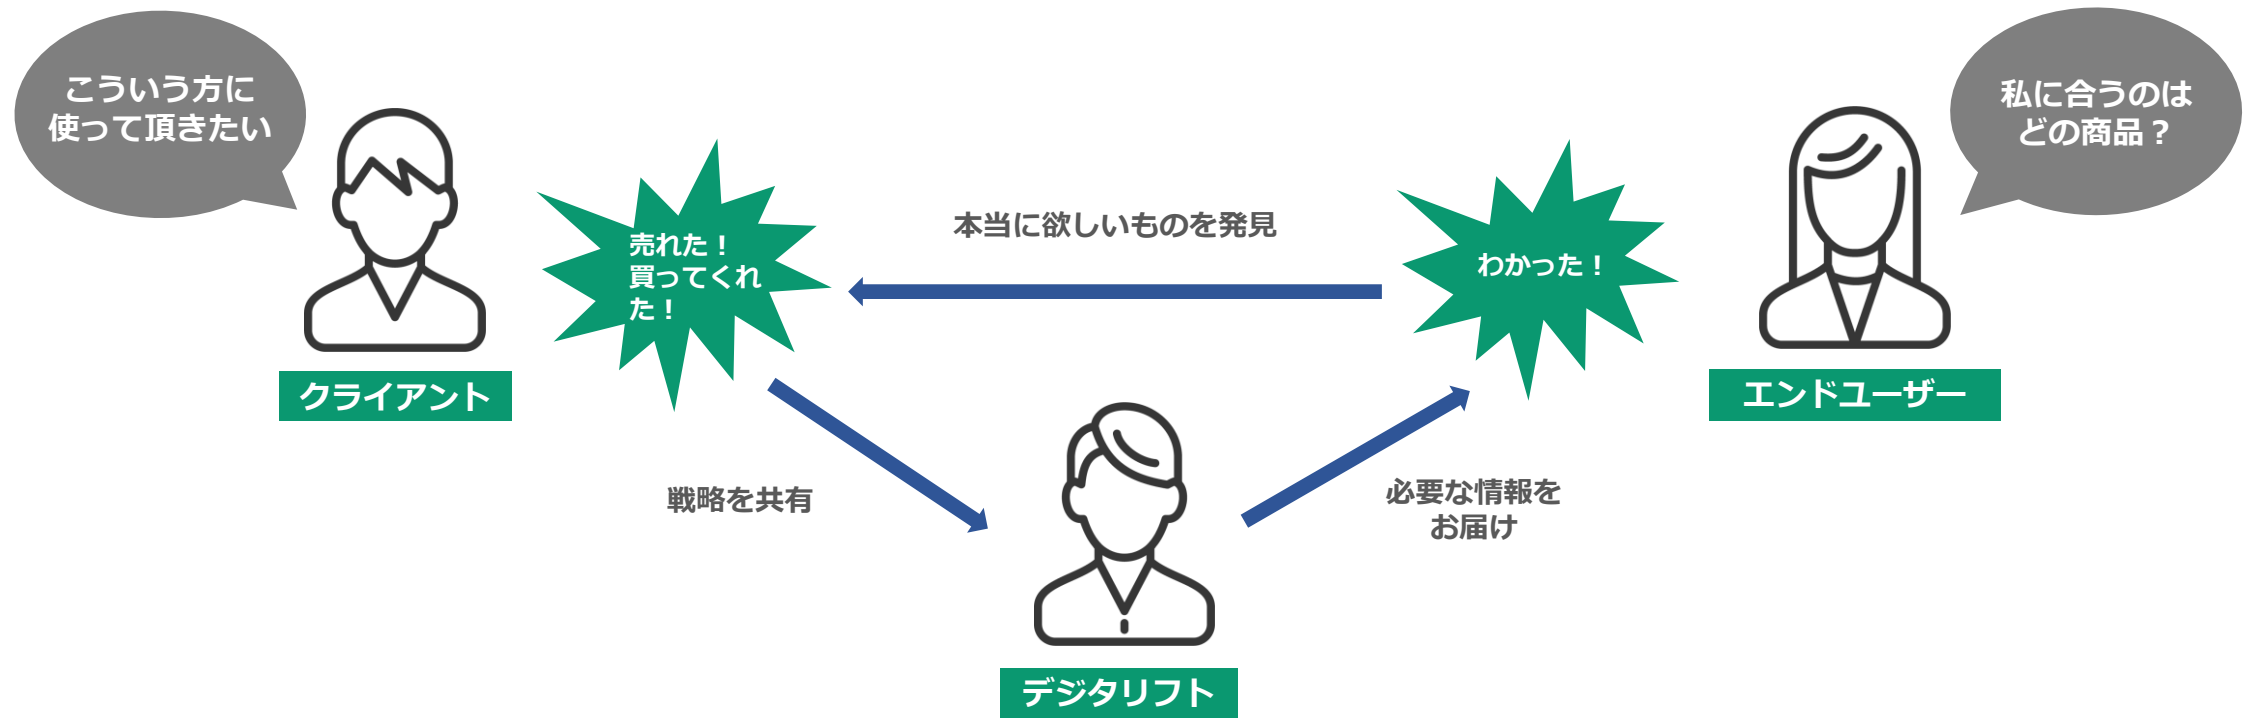 こういう方に
使って頂きたい
私に合うのは
どの商品？
売れた！
買ってくれ
た！
本当に欲しいものを発見
わかった！
クライアント
エンドユーザー
戦略を共有
必要な情報を
お届け
デジタリフト